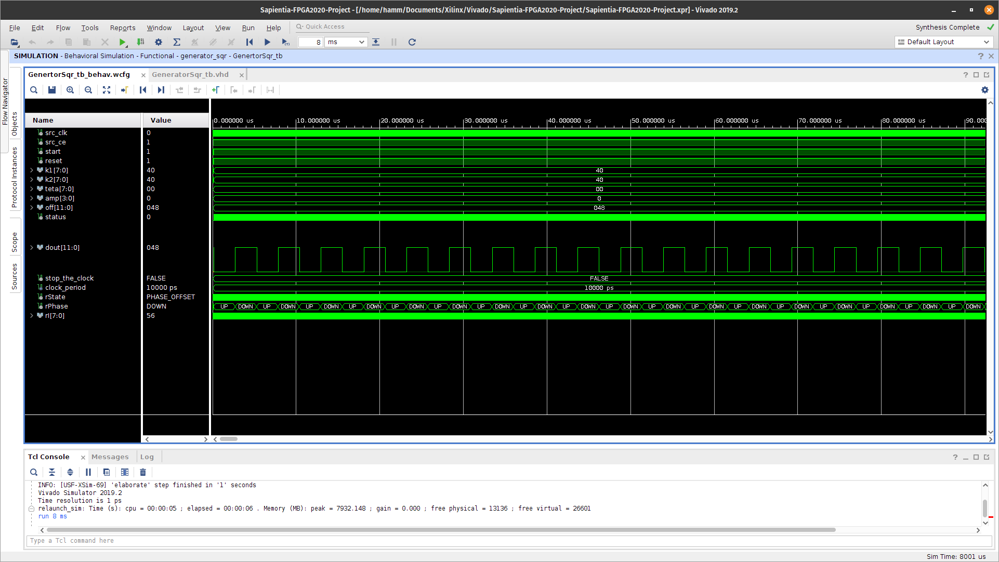 Sapientia-FPGA2020-Project - [/home/hamm/Documents/Xilinx/Vivado/Sapientia-FPGA2020-Project/Sapientia-FPGA2020-Project.xpr] - Vivado 2019.2
File Edit Flow Tools Reports Window Layout View Run Help Quick Access Synthesis Complete
8 ms Default Layout
SIMULATION - Behavioral Simulation - Functional - generator_sqr - GenertorSqr_tb
Flow Navigator
Objects
Protocol Instances
Scope
Sources
GenertorSqr_tb_behav.wcfg GeneratorSqr_tb.vhd
Name Value 0.000000 us 10.000000 us 20.000000 us 30.000000 us 40.000000 us 50.000000 us 60.000000 us 70.000000 us 80.000000 us 90.000
src_clk 0
src_ce 1
start 1
reset 1
k1[7:0] 40 40
k2[7:0] 40 40
teta[7:0] 00 00
amp[3:0] 0 0
off[11:0] 048 048
status 0
dout[11:0] 048
stop_the_clock FALSE FALSE
clock_period 10000 ps 10000 ps
rState PHASE_OFFSET
rPhase DOWN UP DOWN UP DOWN UP DOWN UP DOWN UP DOWN UP DOWN UP DOWN UP DOWN UP DOWN UP DOWN UP DOWN UP DOWN UP DOWN UP DOWN UP DOWN UP DOWN UP DOWN UP DOWN
rI[7:0] 56
Tcl Console Messages Log
INFO: [USF-XSim-69] 'elaborate' step finished in '1' seconds
Vivado Simulator 2019.2
Time resolution is 1 ps
relaunch_sim: Time (s): cpu = 00:00:05 ; elapsed = 00:00:06 . Memory (MB): peak = 7932.148 ; gain = 0.000 ; free physical = 13136 ; free virtual = 26601
run 8 ms
Type a Tcl command here
Sim Time: 8001 us